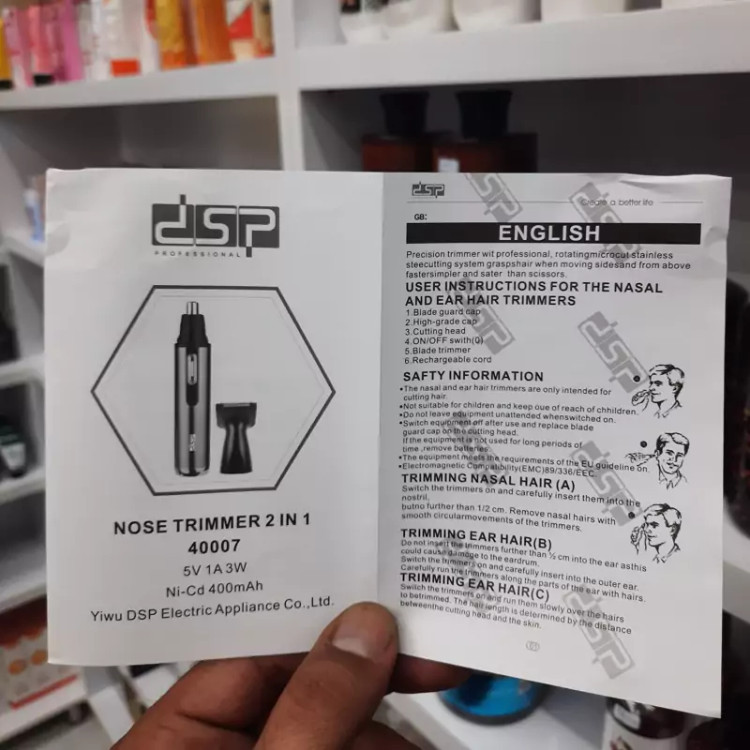 dsp
PROFESSIONAL
NOSE TRIMMER 2 IN 1
40007
5V 1A 3W
Ni-Cd 400mAh
Yiwu DSP Electric Appliance Co.,Ltd.
dsp
Create a better life
GB:
ENGLISH
Precision trimmer wit professional, rotatingmicrocut stainless
steecutting system graspshair when moving sidesand from above
fastersimpler and sater than scissors.
USER INSTRUCTIONS FOR THE NASAL
AND EAR HAIR TRIMMERS
1.Blade guard cap
2.High-grade cap
3.Cutting head
4.ON/OFF swith(0)
5.Blade trimmer
6.Rechargeable cord
SAFTY INFORMATION
•The nasal and ear hair trimmers are only intended for
cutting hair.
•Not suitable for children and keep oue of reach of chhildren.
•Do not leave equipment unattended whenswitched on.
•Switch equipment off after use and replace blade
guard cap on the cutting head.
If the equipment is not used for long periods of
time,remove batteries.
•The equipment meets the requirements of the EU guideline on
•Electromagnetic Compatibility(EMC)89/336/EEC
TRIMMING NASAL HAIR (A)
Switch the trimmers on and carefully insert them into the
nostril,
butno further than 1/2 cm. Remove nasal hairs with
smooth circularmovements of the trimmers.
TRIMMING EAR HAIR(B)
Do not insert the trimmers further than ½ cm into the ear asthis
could cause damage to the eardrum.
Switch the trimmers on and carefully insert into the outer ear.
Carefully run the trimmers along the parts of the ear with hairs.
TRIMMING EAR HAIR(C)
Switch the trimmers on and run them slowly over the hairs
to betrimmed. The hair length is determined by the distance
betweenthe cutting head and the skin.